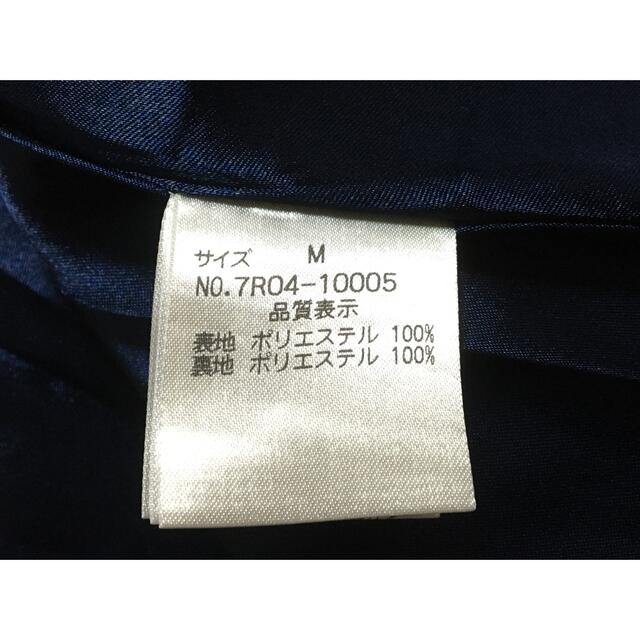 サイズ M
NO.7R04-10005
品質表示
表地 ポリエステル 100%
裏地 ポリエステル 100%